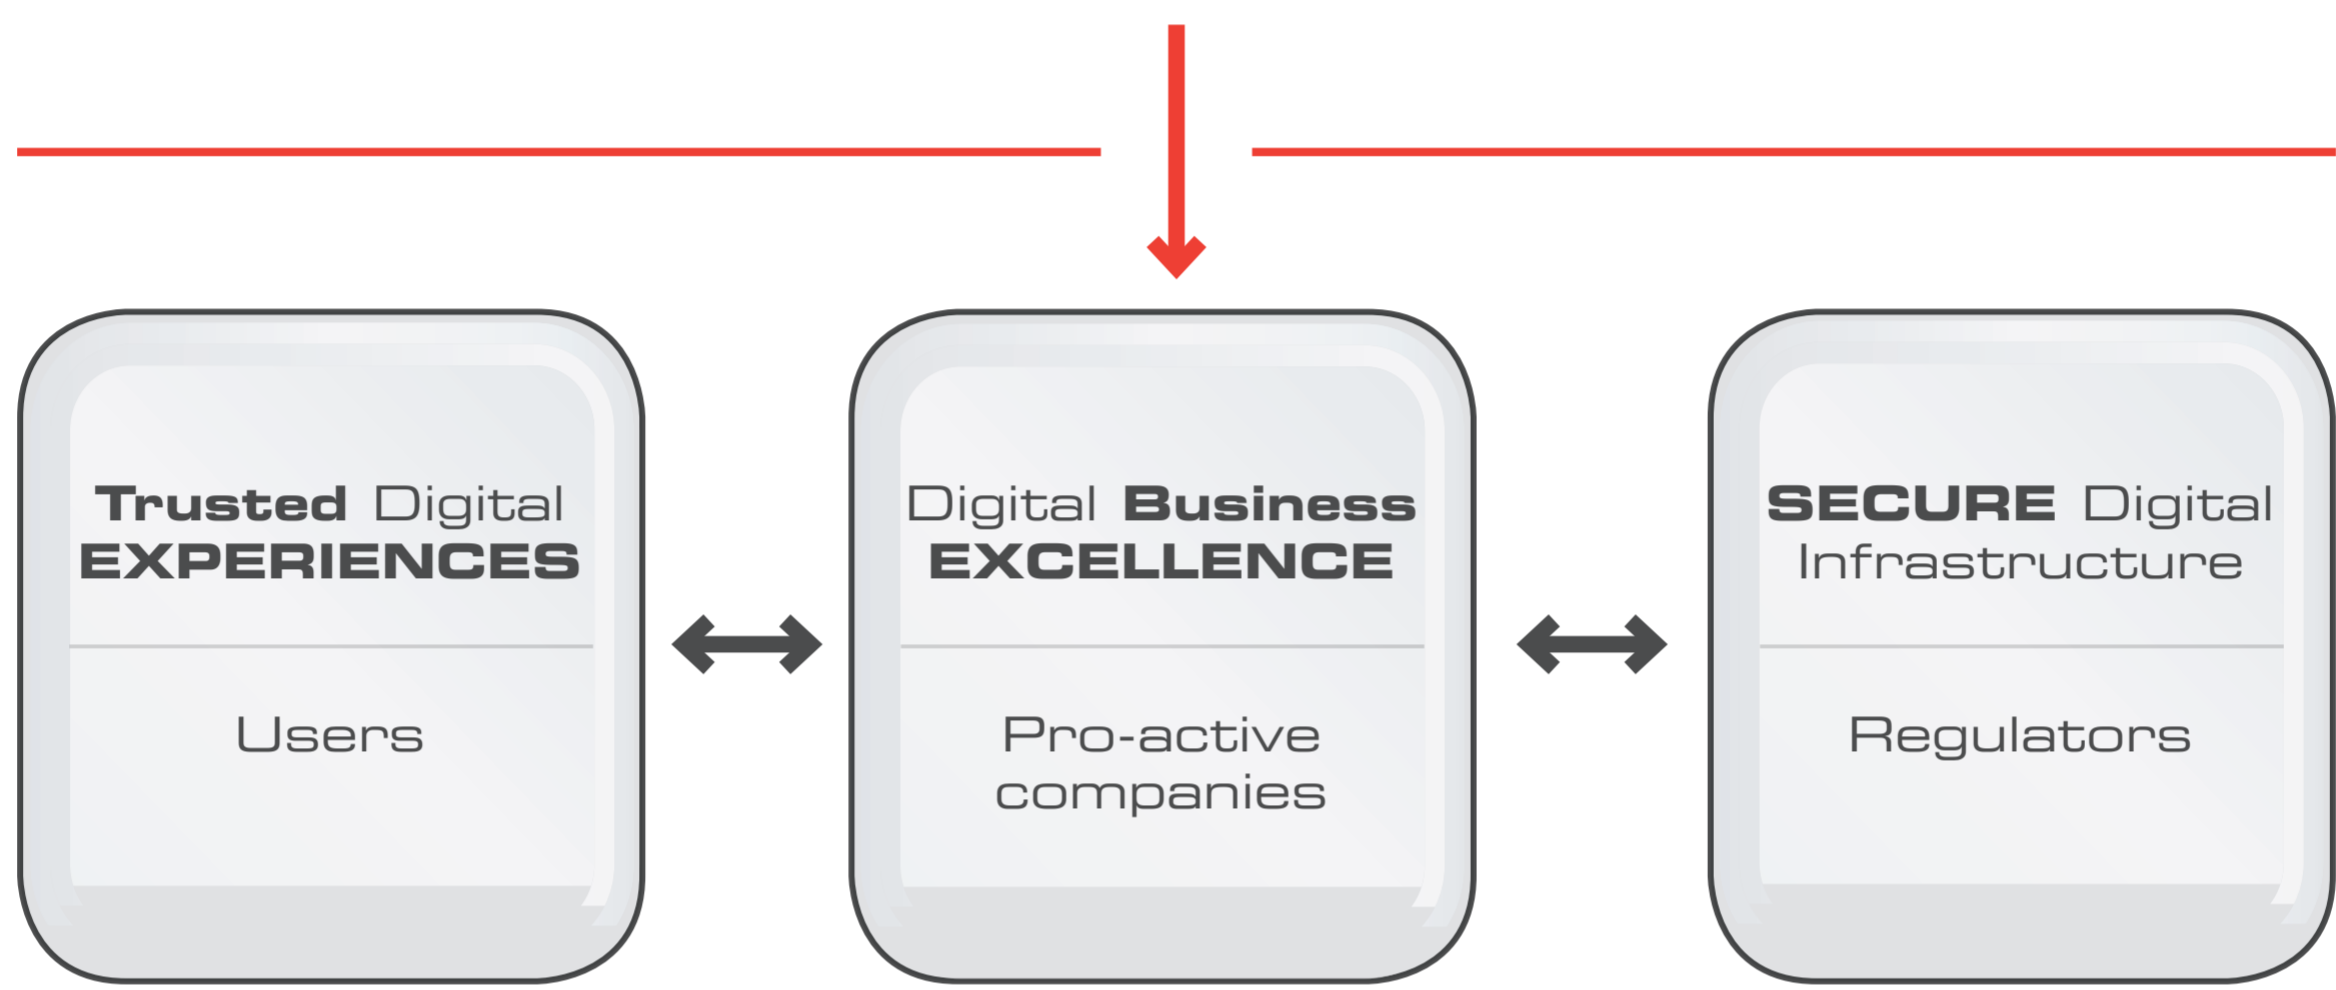 Trusted Digital
EXPERIENCES
Users
Digital Business
EXCELLENCE
Pro-active
companies
SECURE Digital
Infrastructure
Regulators